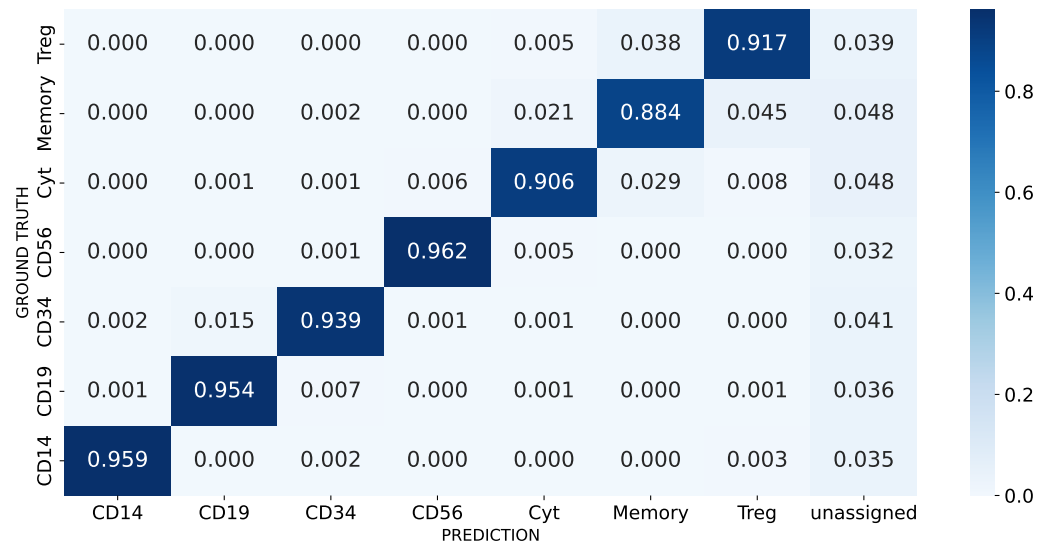 GROUND TRUTH
Treg 0.000 0.000 0.000 0.000 0.005 0.038 0.917 0.039
Memory 0.000 0.000 0.002 0.000 0.021 0.884 0.045 0.048
Cyt 0.000 0.001 0.001 0.006 0.906 0.029 0.008 0.048
CD56 0.000 0.000 0.001 0.962 0.005 0.000 0.000 0.032
CD34 0.002 0.015 0.939 0.001 0.001 0.000 0.000 0.041
CD19 0.001 0.954 0.007 0.000 0.001 0.000 0.001 0.036
CD14 0.959 0.000 0.002 0.000 0.000 0.000 0.003 0.035
CD14 CD19 CD34 CD56 Cyt Memory Treg unassigned
PREDICTION
0.8
0.6
0.4
0.2
0.0